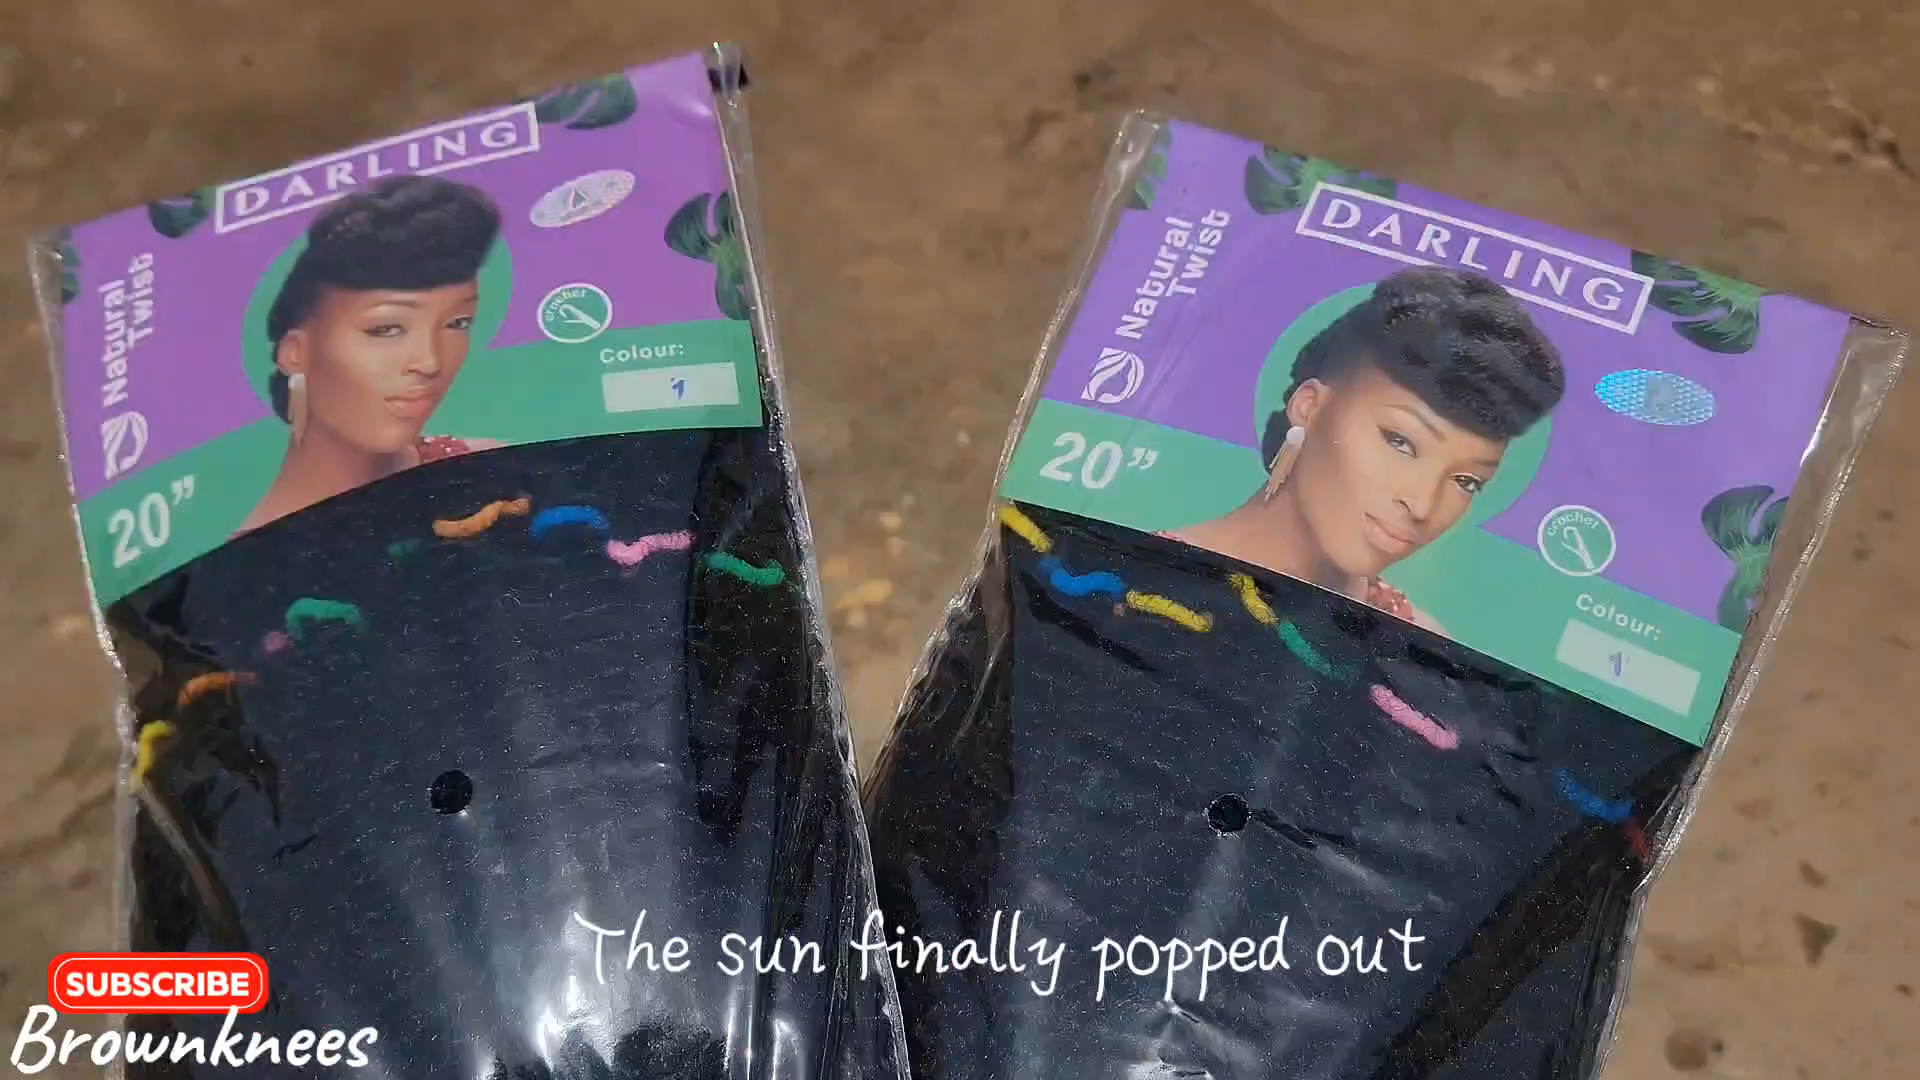 DARLING
Natural
Twist
crochet
Colour:
1
20”
DARLING
Natural
Twist
20”
crochet
Colour:
1
The sun finally popped out
SUBSCRIBE
Brownknees